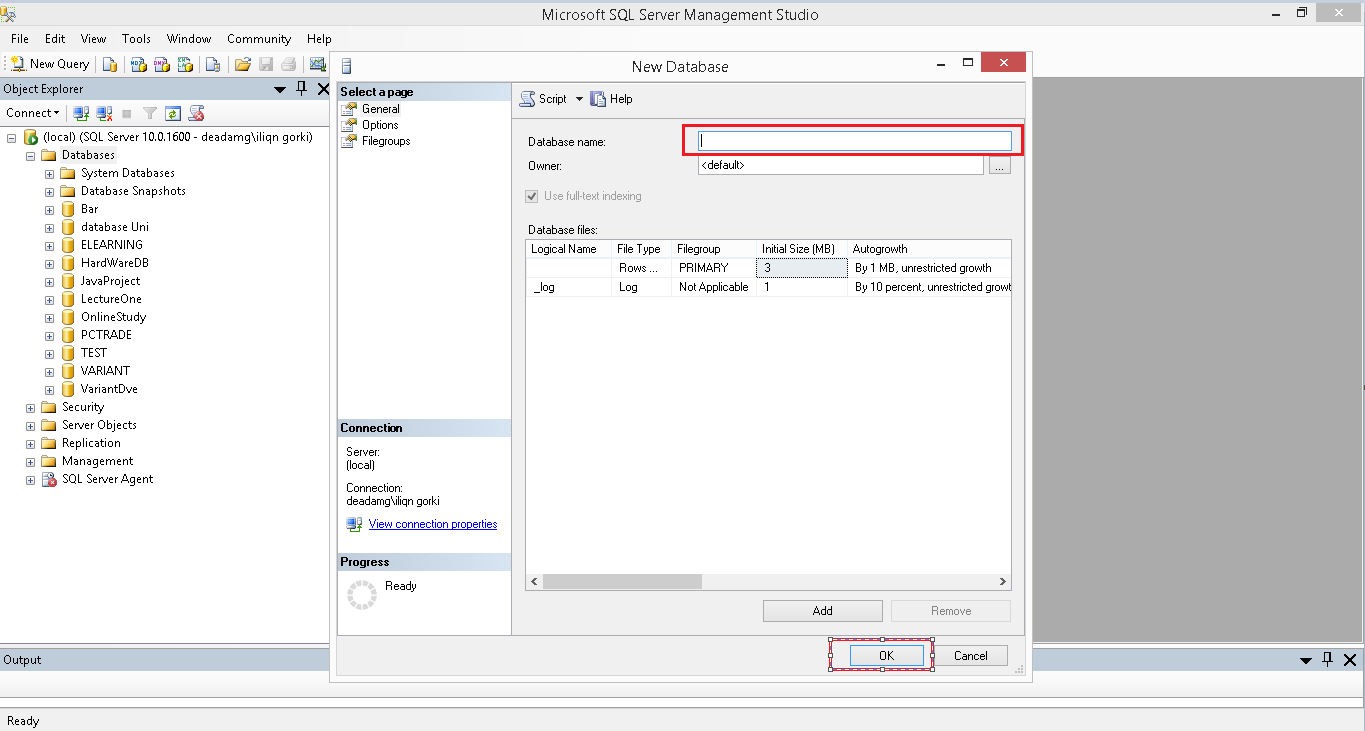 Microsoft SQL Server Management Studio
File Edit View Tools Window Community Help
New Query
Object Explorer
Connect
(local) (SQL Server 10.0.1600 - deadamg\iliqn gorki)
Databases
System Databases
Database Snapshots
Bar
database Uni
ELEARNING
HardWareDB
JavaProject
LectureOne
OnlineStudy
PCTRADE
TEST
VARIANT
VariantDve
Security
Server Objects
Replication
Management
SQL Server Agent
New Database
Select a page
General
Options
Filegroups
Connection
Server:
(local)
Connection:
deadamg\iliqn gorki
View connection properties
Progress
Ready
Script Help
Database name:
Owner: <default> ...
Use full-text indexing
Database files:
Logical Name File Type Filegroup Initial Size (MB) Autogrowth
Rows ... PRIMARY 3 By 1 MB, unrestricted growth
_log Log Not Applicable 1 By 10 percent, unrestricted growt
Add Remove
OK Cancel
Output
Ready